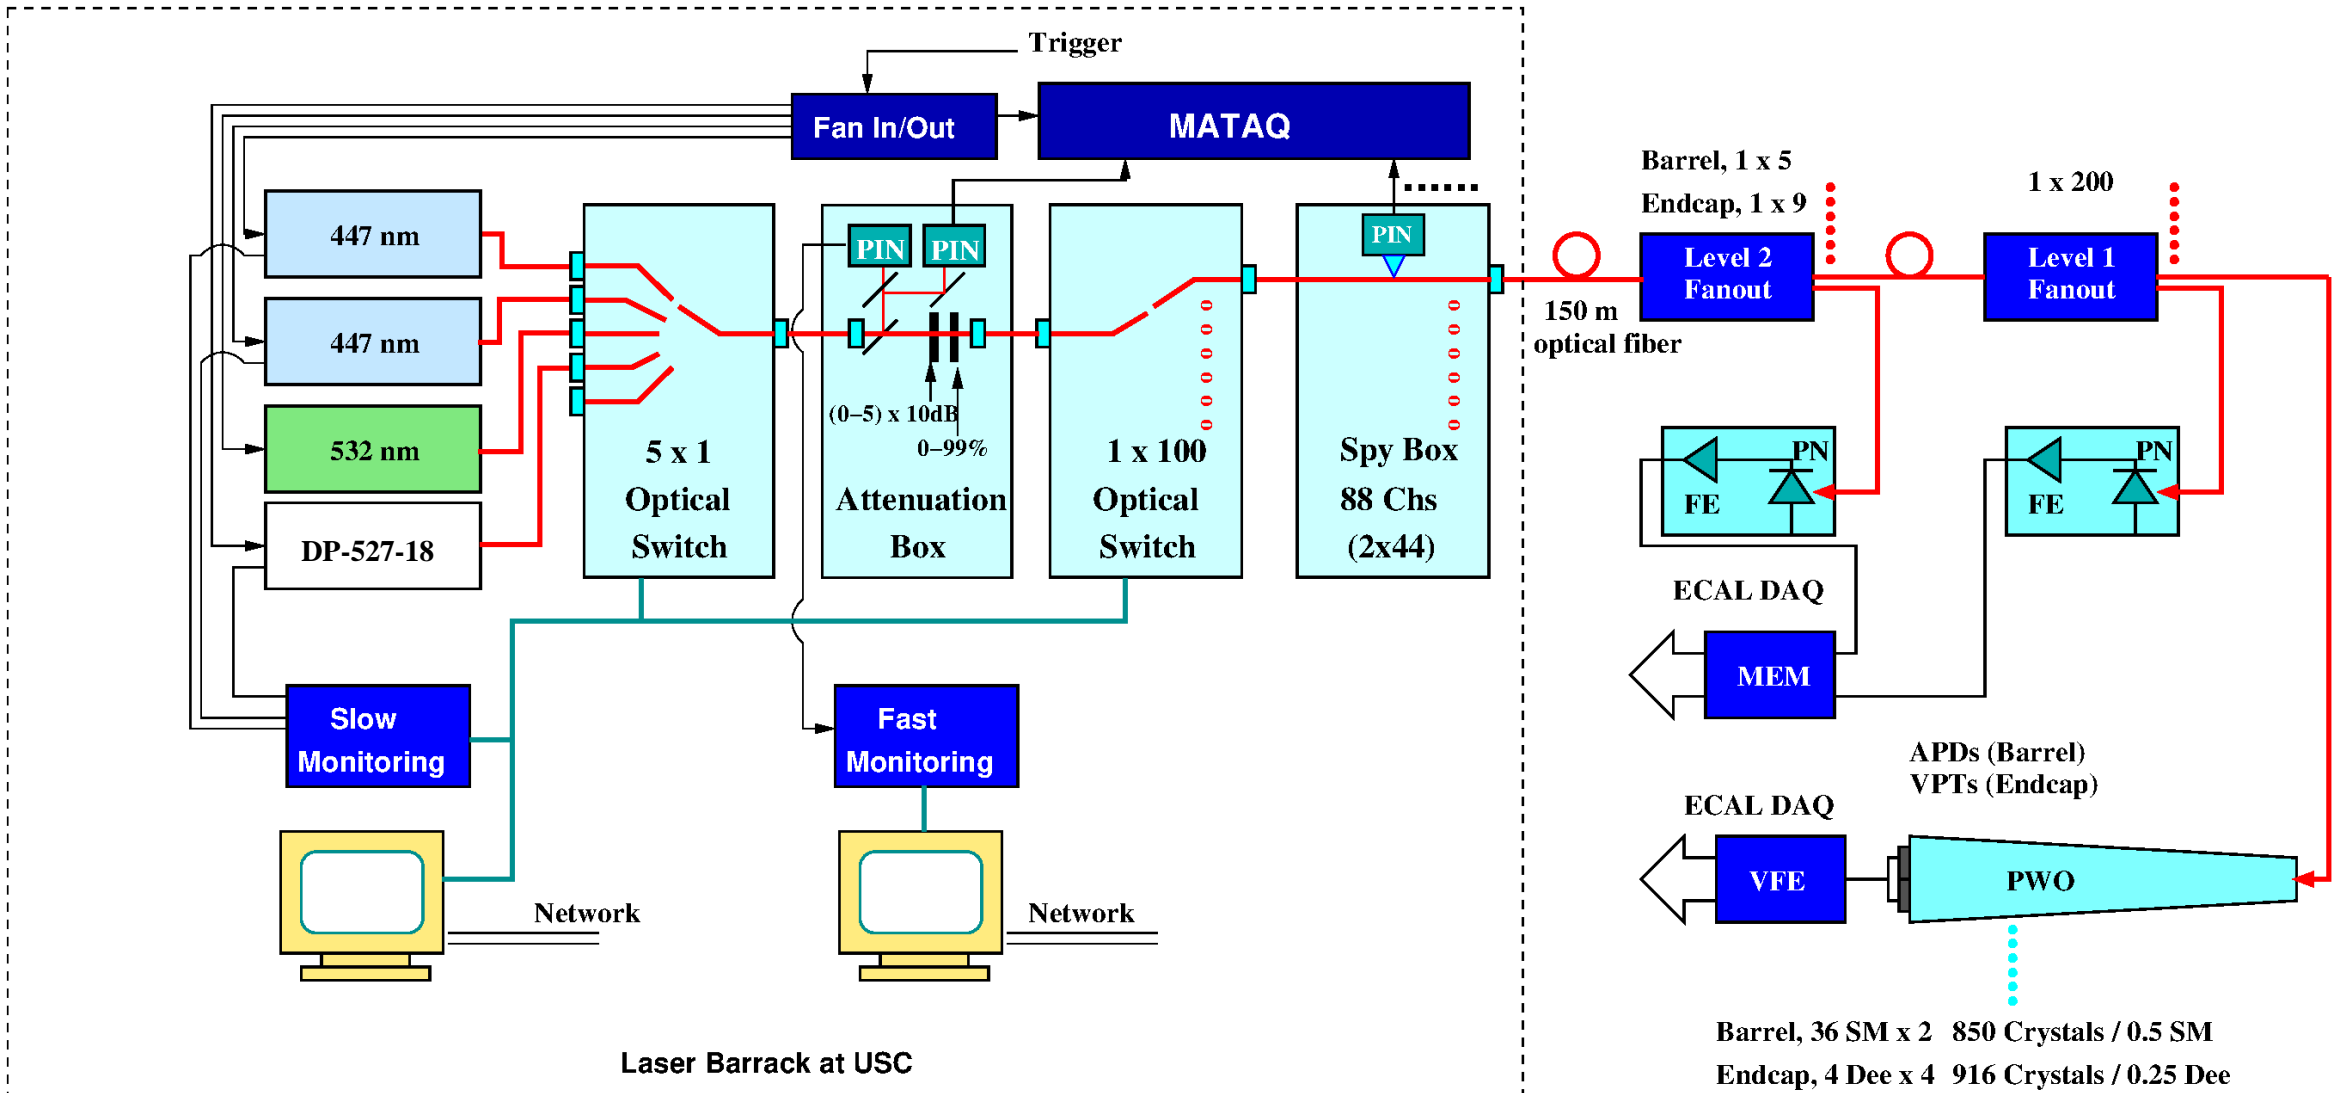 Trigger
Fan In/Out
MATAQ
Barrel, 1 x 5
Endcap, 1 x 9
1 x 200
447 nm
447 nm
532 nm
DP-527-18
5 x 1
Optical
Switch
PIN
PIN
(0–5) x 10dB
0–99%
Attenuation
Box
1 x 100
Optical
Switch
PIN
Spy Box
88 Chs
(2x44)
150 m
optical fiber
Level 2
Fanout
Level 1
Fanout
PN
FE
PN
FE
ECAL DAQ
MEM
Slow
Monitoring
Fast
Monitoring
APDs (Barrel)
VPTs (Endcap)
ECAL DAQ
VFE
PWO
Network
Network
Laser Barrack at USC
Barrel, 36 SM x 2 850 Crystals / 0.5 SM
Endcap, 4 Dee x 4 916 Crystals / 0.25 Dee